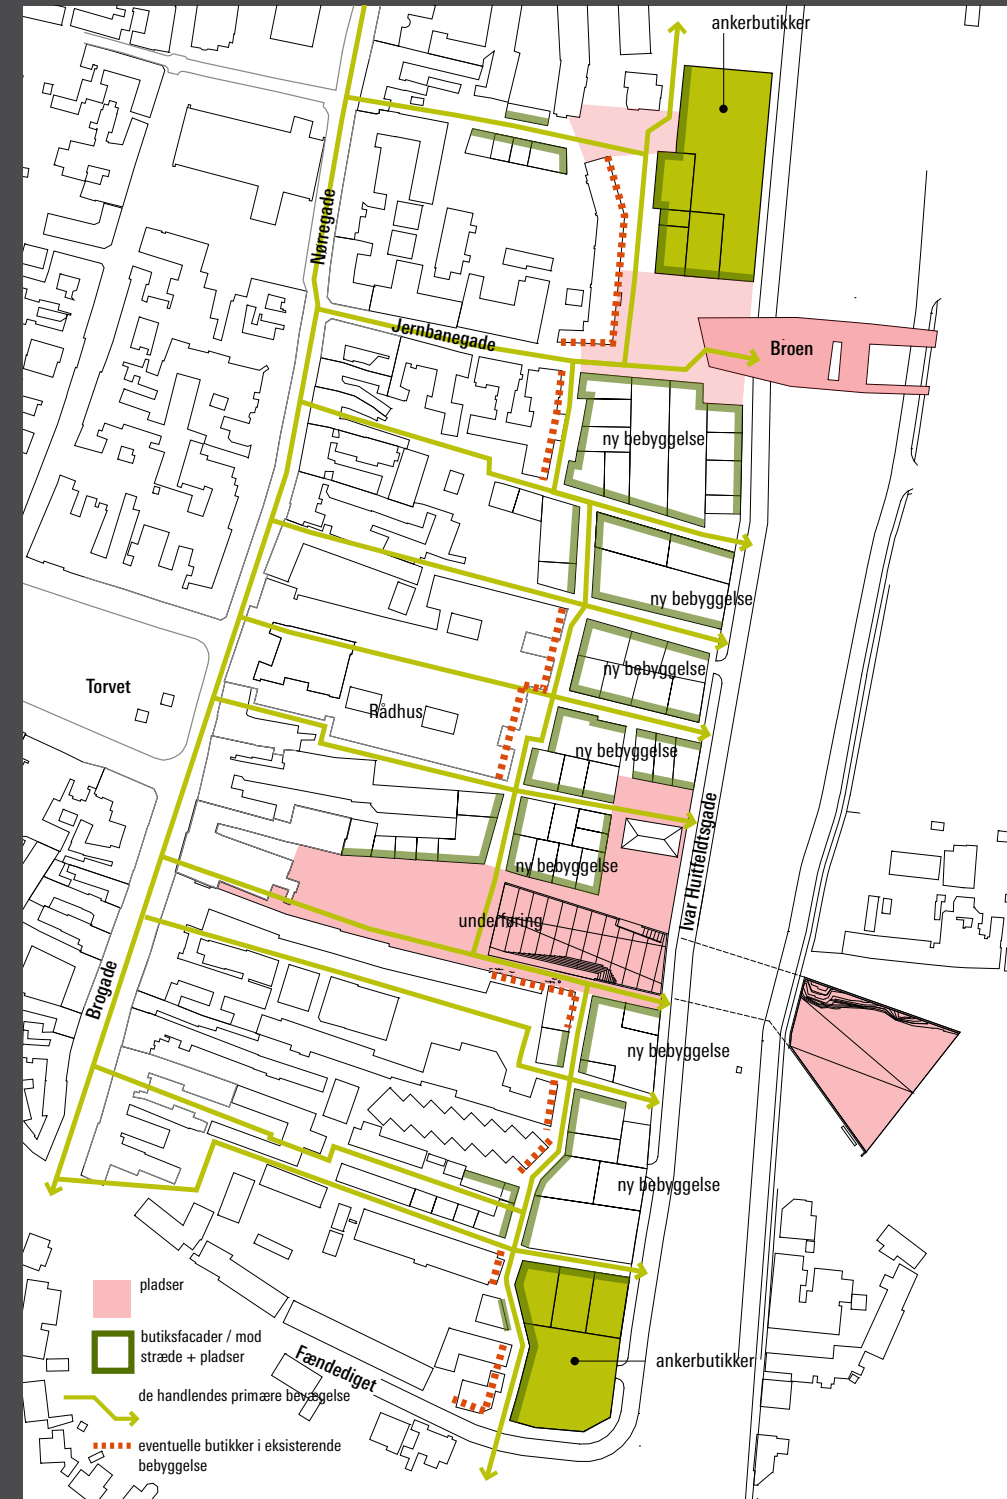 ankerbutikker
Nørregade
Jernbanegade
Broen
ny bebyggelse
ny bebyggelse
ny bebyggelse
Torvet
Rådhus
ny bebyggelse
Ivar Huitfeldtsgade
ny bebyggelse
underføring
Brogade
ny bebyggelse
ny bebyggelse
pladser
butiksfacader / mod
stræde + pladser
Fændediget
ankerbutikker
de handlendes primære bevægelse
eventuelle butikker i eksisterende
bebyggelse